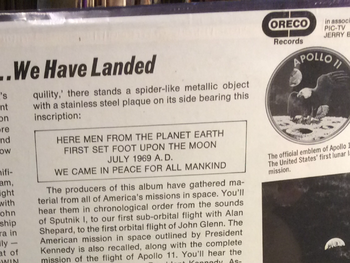 ORECO
Records
in associ
PIC-TV
JERRY B
...We Have Landed
quility,' there stands a spider-like metallic object
with a stainless steel plaque on its side bearing this
inscription:
HERE MEN FROM THE PLANET EARTH
FIRST SET FOOT UPON THE MOON
JULY 1969 A.D.
WE CAME IN PEACE FOR ALL MANKIND
The producers of this album have gathered ma-
terial from all of America's missions in space. You'll
hear them in chronological order from the sounds
of Sputnik I, to our first sub-orbital flight with Alan
Shepard, to the first orbital flight of John Glenn. The
American mission in space outlined by President
Kennedy is also recalled, along with the complete
mission of the flight of Apollo 11. You'll hear the
APOLLO 11
The official emblem of Apollo 1
The United States' first lunar l
mission.